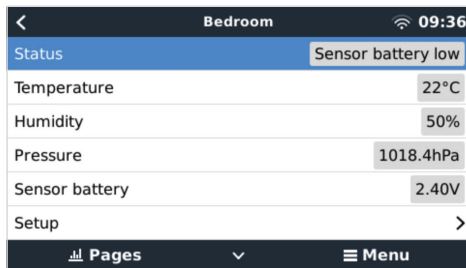 Bedroom 09:36
Status Sensor battery low
Temperature 22°C
Humidity 50%
Pressure 1018.4hPa
Sensor battery 2.40V
Setup
Pages Menu